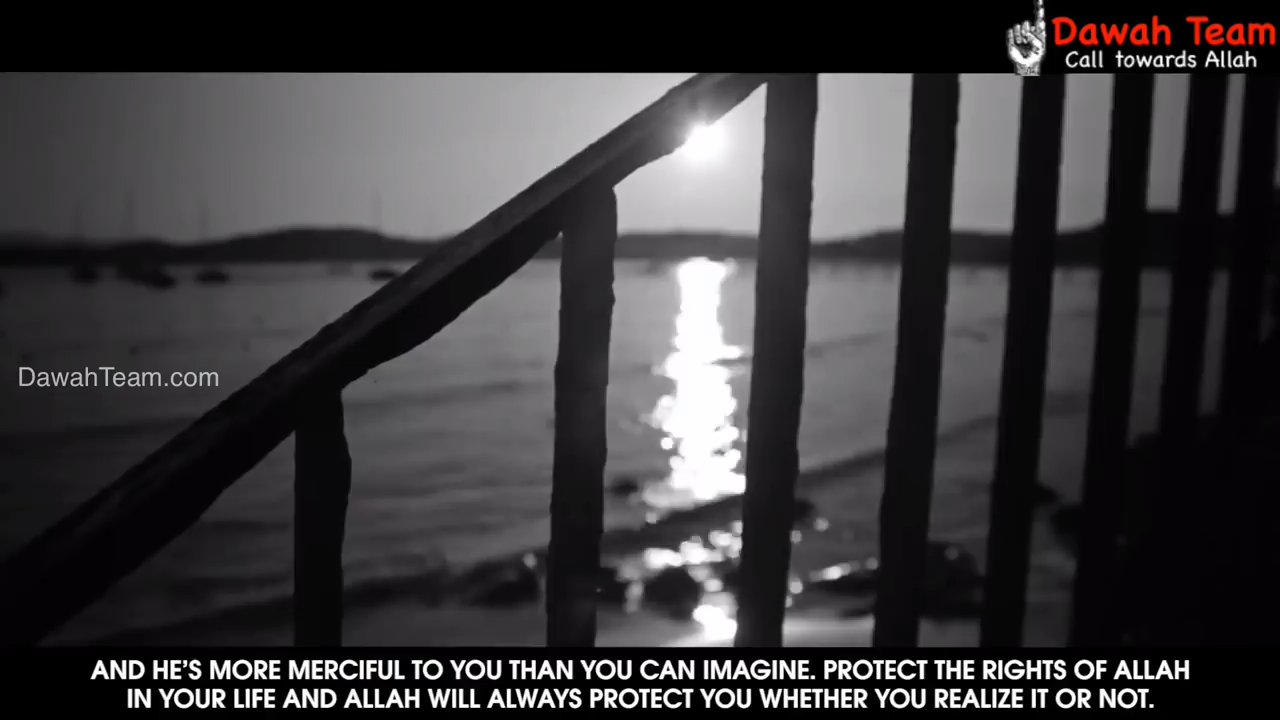 Dawah Team
Call towards Allah
DawahTeam.com
AND HE'S MORE MERCIFUL TO YOU THAN YOU CAN IMAGINE. PROTECT THE RIGHTS OF ALLAH
IN YOUR LIFE AND ALLAH WILL ALWAYS PROTECT YOU WHETHER YOU REALIZE IT OR NOT.